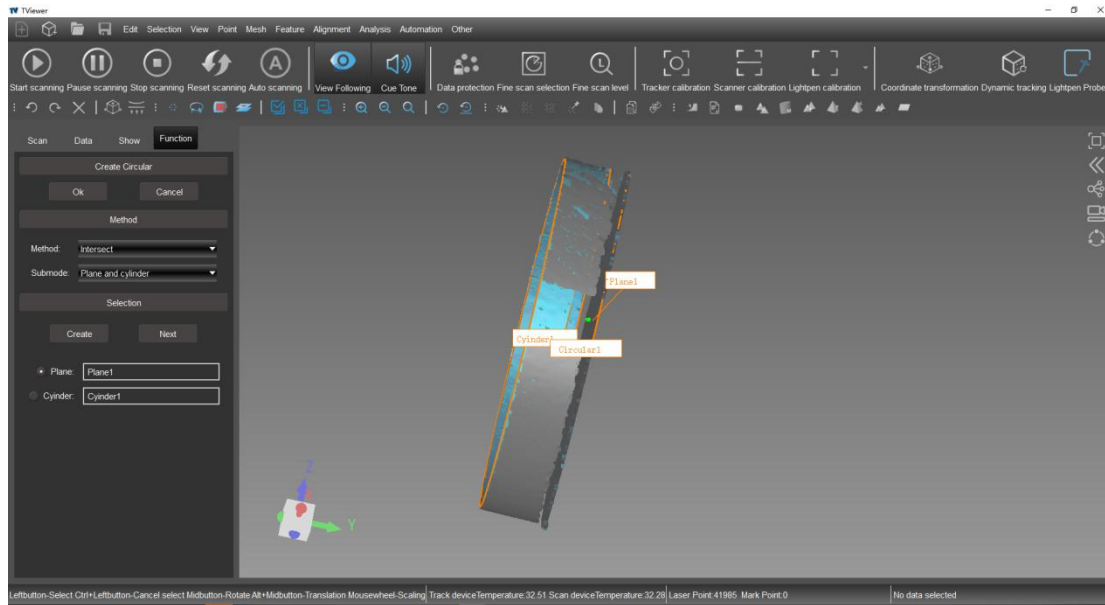 TViewer
Edit Selection View Point Mesh Feature Alignment Analysis Automation Other
Start scanning Pause scanning Stop scanning Reset scanning Auto scanning View Following Cue Tone Data protection Fine scan selection Fine scan level Tracker calibration Scanner calibration Lightpen calibration Coordinate transformation Dynamic tracking Lightpen Probe
Scan Data Show Function
Create Circular
Ok Cancel
Method
Method: Intersect
Submode: Plane and cylinder
Selection
Create Next
Plane: Plane1
Cyinder: Cyinder1
Plane1
Cyinder1
Circular1
Z
Y
Leftbutton-Select Ctrl+Leftbutton-Cancel select Midbutton-Rotate Alt+Midbutton-Translation Mousewheel-Scaling Track deviceTemperature:32.51 Scan deviceTemperature:32.28 Laser Point:41985 Mark Point:0 No data selected